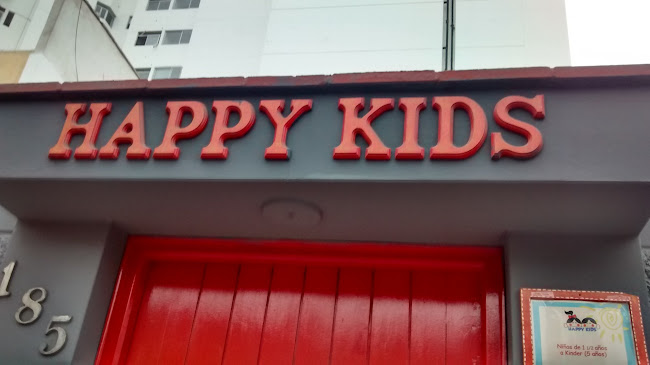 HAPPY KIDS
185
HAPPY KIDS
Niños de 1 1/2 años
a Kinder (5 años)